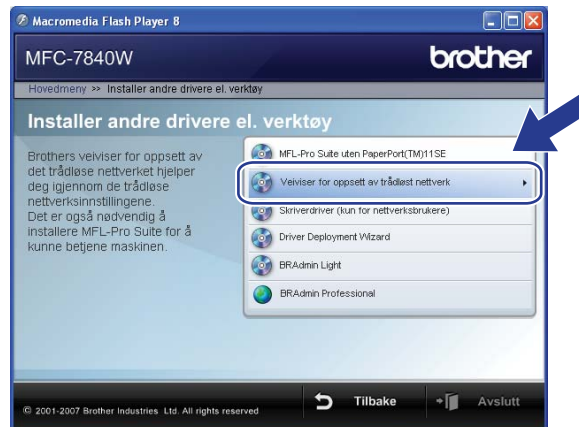 Macromedia Flash Player 8
MFC-7840W
brother
Hovedmeny >> Installer andre drivere el. verktøy
Installer andre drivere el. verktøy
Brothers veiviser for oppsett av
det trådløse nettverket hjelper
deg igjennom de trådløse
nettverksinnstillingene.
Det er også nødvendig å
installere MFL-Pro Suite for å
kunne betjene maskinen.
MFL-Pro Suite uten PaperPort(TM)11SE
Veiviser for oppsett av trådløst nettverk
Skriverdriver (kun for nettverksbrukere)
Driver Deployment Wizard
BRAdmin Light
BRAdmin Professional
© 2001-2007 Brother Industries Ltd. All rights reserved
Tilbake
Avslutt